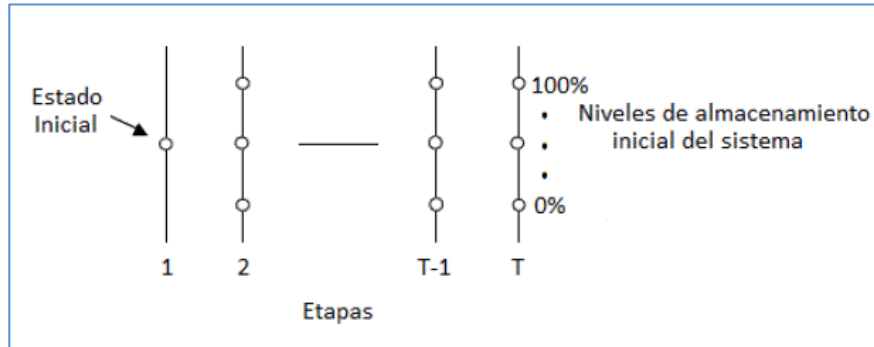 Estado
Inicial
100%
Niveles de almacenamiento
inicial del sistema
0%
1 2 T-1 T
Etapas